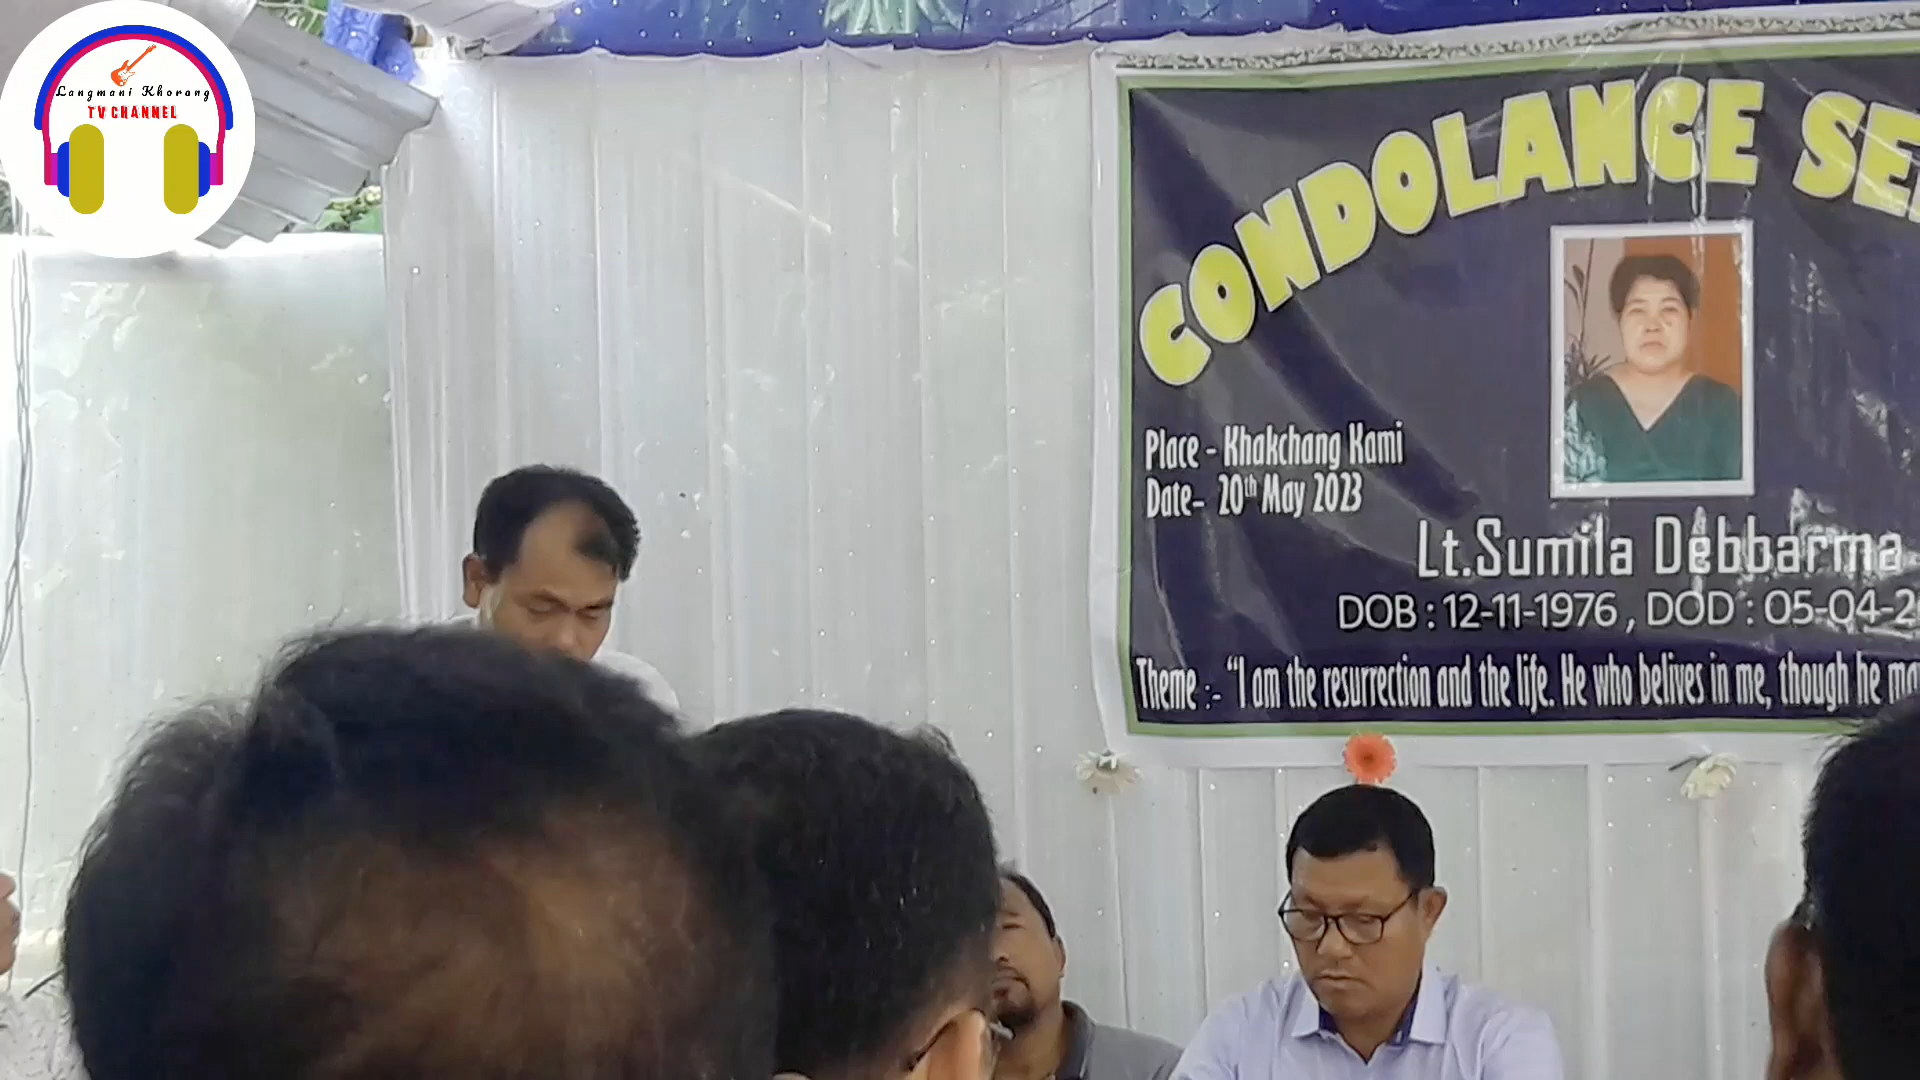 Langmani Khorang
TV CHANNEL
CONDOLANCE
Place - Khakchang Kami
Date- 20th May 2023
Lt.Sumila Debbarma
DOB : 12-11-1976 , DOD : 05-04-2
Theme :- “I am the resurrection and the life. He who belives in me, though he